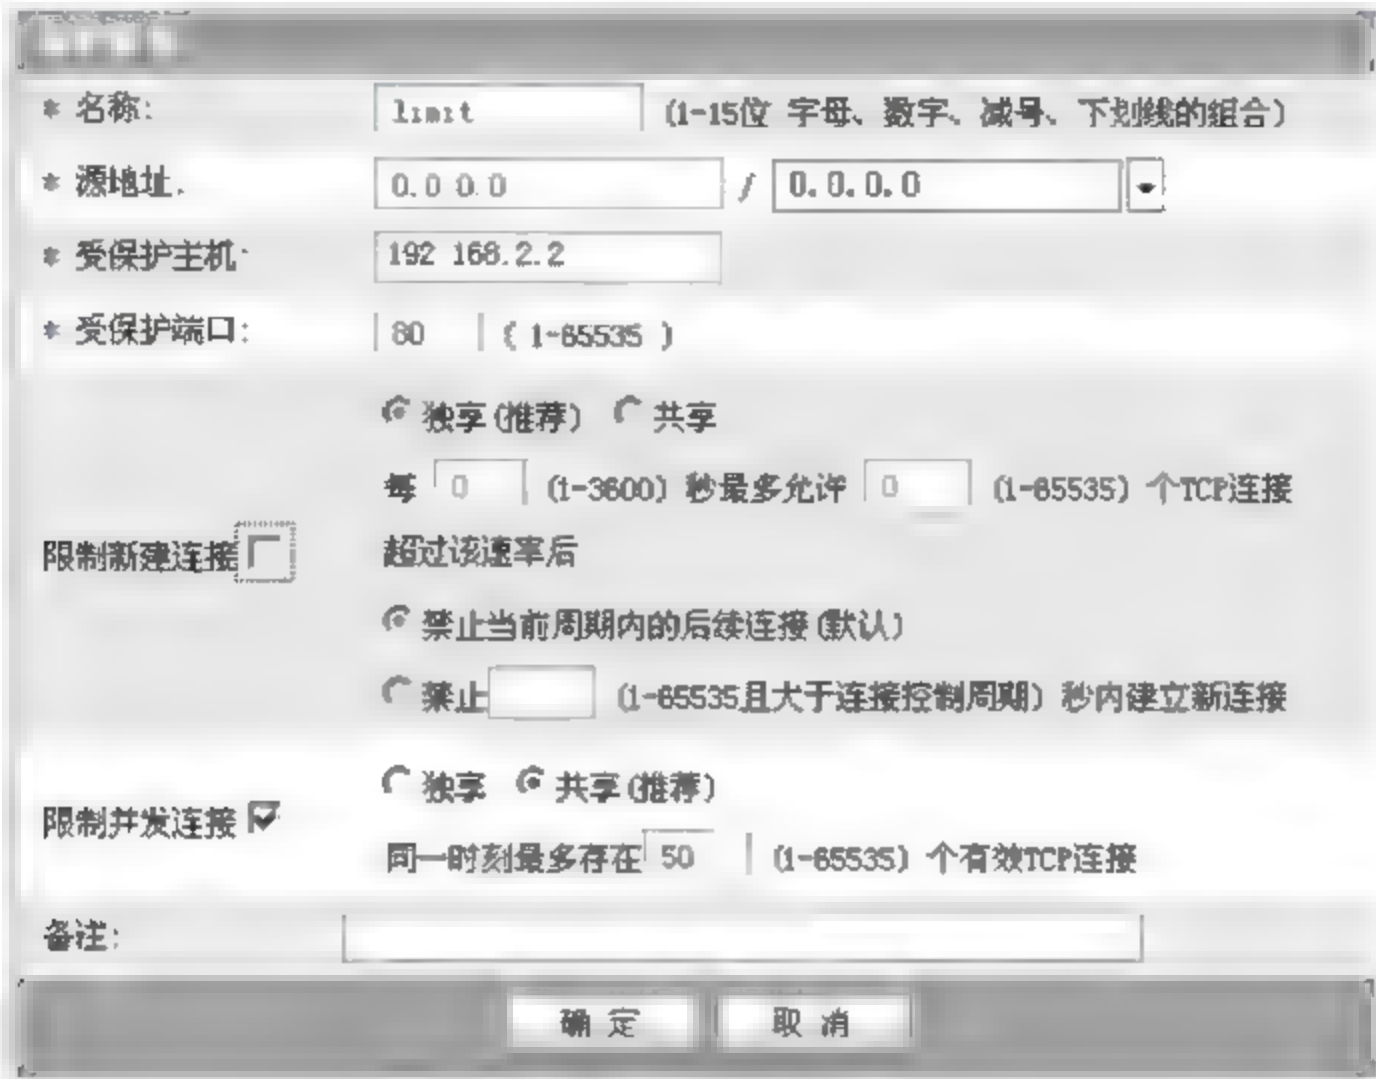 * 名称: limit (1-15位 字母、数字、减号、下划线的组合)
* 源地址: 0.0.0.0 / 0.0.0.0
* 受保护主机: 192.168.2.2
* 受保护端口: 80 ( 1-65535 )
独享(推荐) 共享
每 0 (1-3600) 秒最多允许 0 (1-65535) 个TCP连接
限制新建连接 超过该速率后
禁止当前周期内的后续连接(默认)
禁止 (1-65535且大于连接控制周期) 秒内建立新连接
独享 共享(推荐)
限制并发连接
同一时刻最多存在 50 (1-65535) 个有效TCP连接
备注:
确 定 取 消